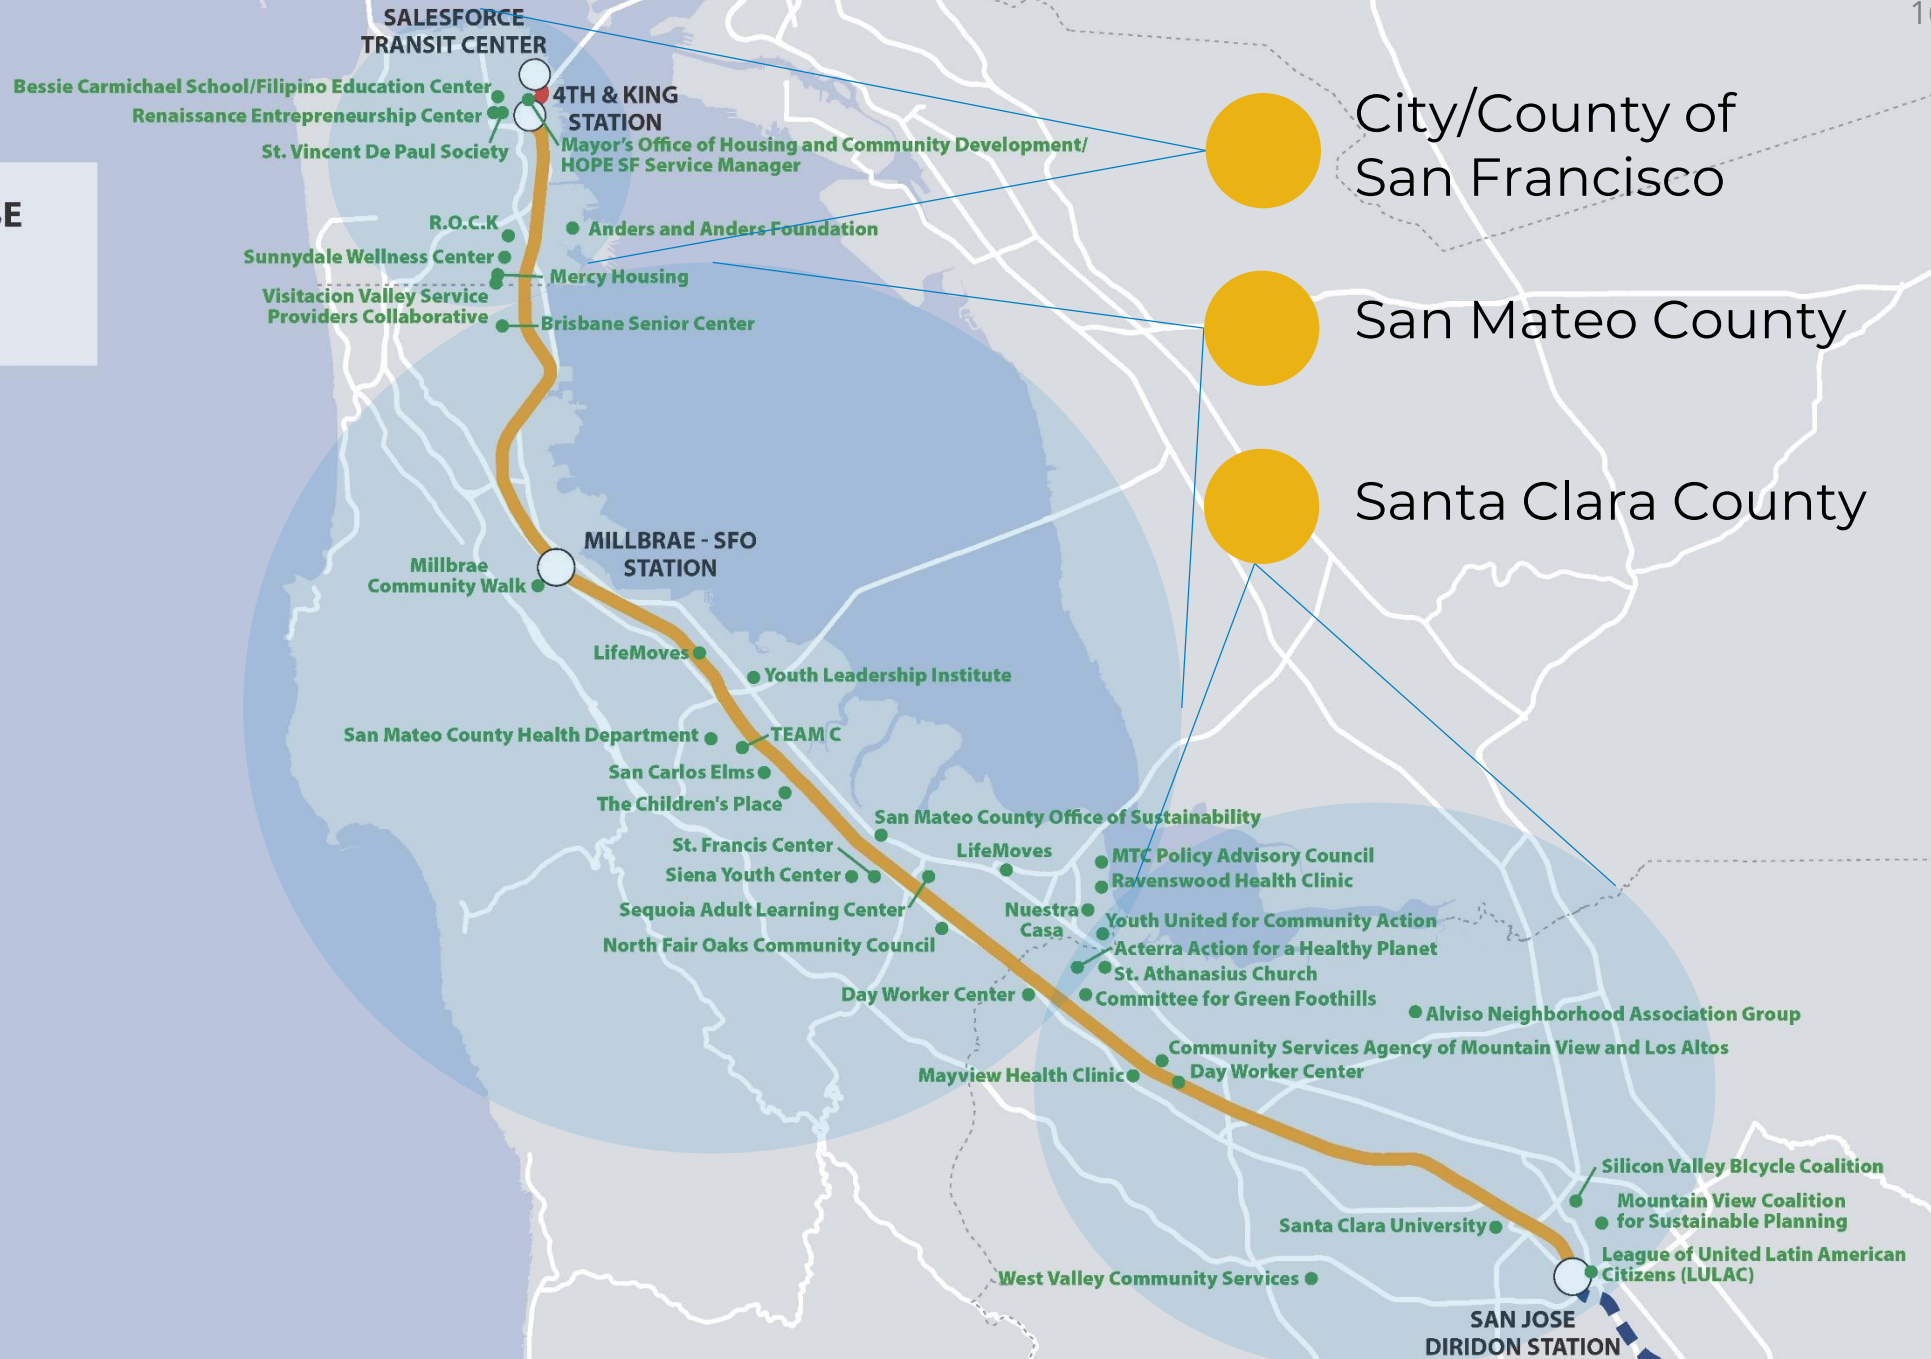 SALESFORCE
TRANSIT CENTER
Bessie Carmichael School/Filipino Education Center
4TH & KING
STATION
Renaissance Entrepreneurship Center
St. Vincent De Paul Society
Mayor's Office of Housing and Community Development/
HOPE SF Service Manager
City/County of
San Francisco
R.O.C.K
Anders and Anders Foundation
Sunnydale Wellness Center
Mercy Housing
Visitacion Valley Service
Providers Collaborative
Brisbane Senior Center
San Mateo County
Santa Clara County
MILLBRAE - SFO
STATION
Millbrae
Community Walk
LifeMoves
Youth Leadership Institute
San Mateo County Health Department
TEAM C
San Carlos Elms
The Children's Place
San Mateo County Office of Sustainability
St. Francis Center
LifeMoves
MTC Policy Advisory Council
Siena Youth Center
Ravenswood Health Clinic
Sequoia Adult Learning Center
Nuestra
Casa
Youth United for Community Action
North Fair Oaks Community Council
Acterra Action for a Healthy Planet
St. Athanasius Church
Day Worker Center
Committee for Green Foothills
Alviso Neighborhood Association Group
Community Services Agency of Mountain View and Los Altos
Mayview Health Clinic
Day Worker Center
Silicon Valley BIcycle Coalition
Mountain View Coalition
for Sustainable Planning
Santa Clara University
League of United Latin American
Citizens (LULAC)
West Valley Community Services
SAN JOSE
DIRIDON STATION